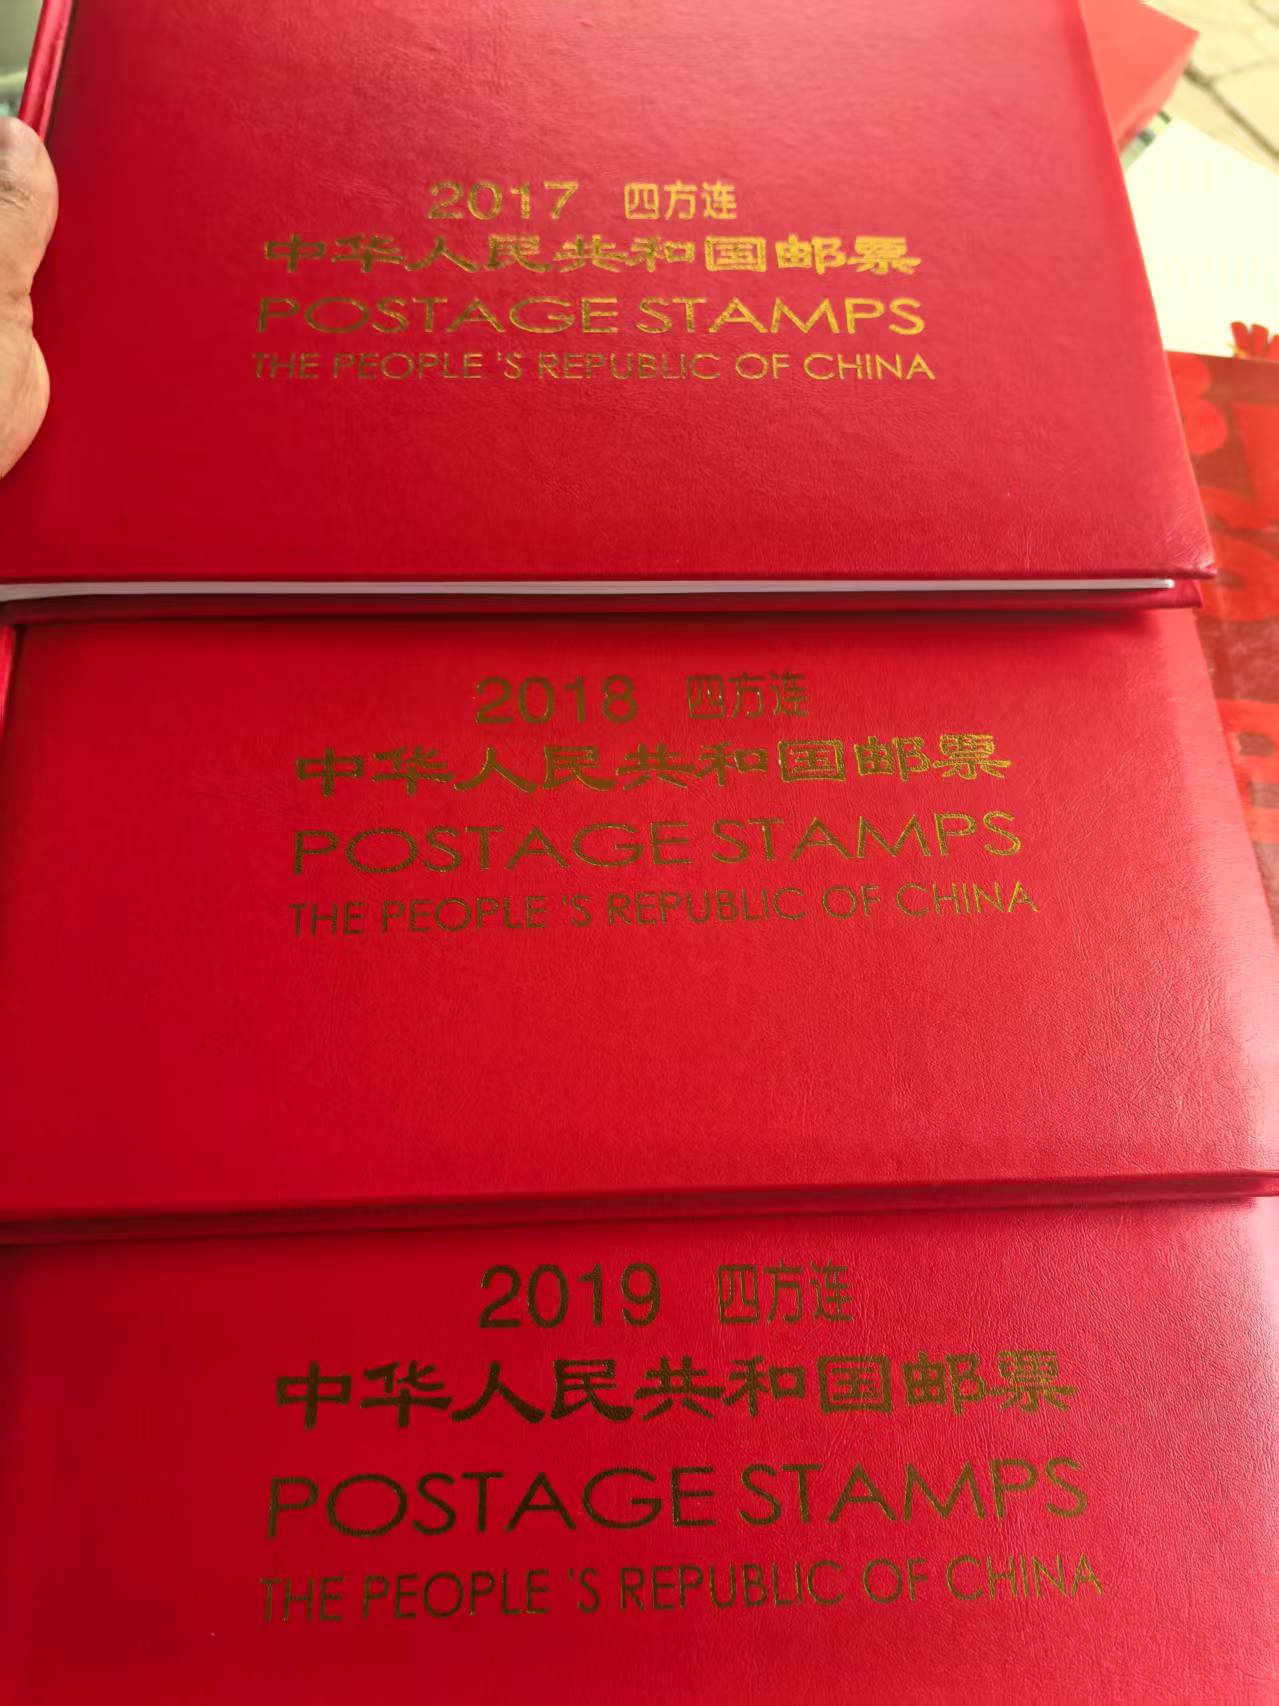 2017 四方连
中华人民共和国邮票
POSTAGE STAMPS
THE PEOPLE 'S REPUBLIC OF CHINA
2018 四方连
中华人民共和国邮票
POSTAGE STAMPS
THE PEOPLE 'S REPUBLIC OF CHINA
2019 四方连
中华人民共和国邮票
POSTAGE STAMPS
THE PEOPLE 'S REPUBLIC OF CHINA